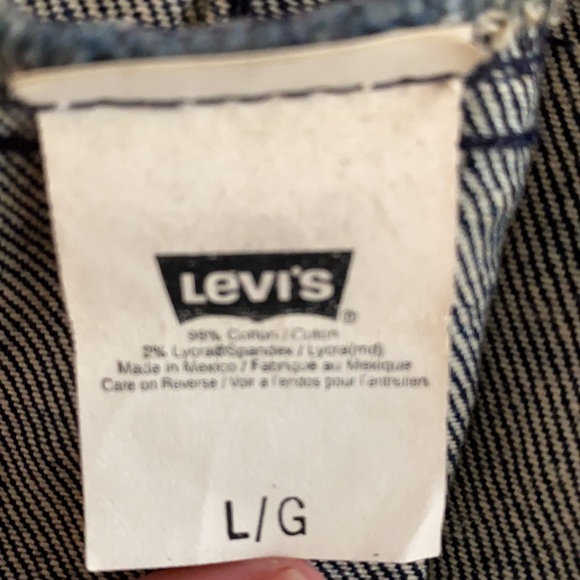 Levi's
®
98% Cotton / Coton
2% Lycra®Spandex / Lycra(md)
Made in Mexico / Fabriqué au Mexique
Care on Reverse / Voir à l'endos pour l'entretien
L/G